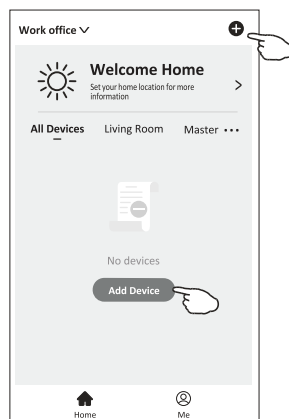 Work office
Welcome Home
Set your home location for more
information
All Devices Living Room Master
No devices
Add Device
Home Me